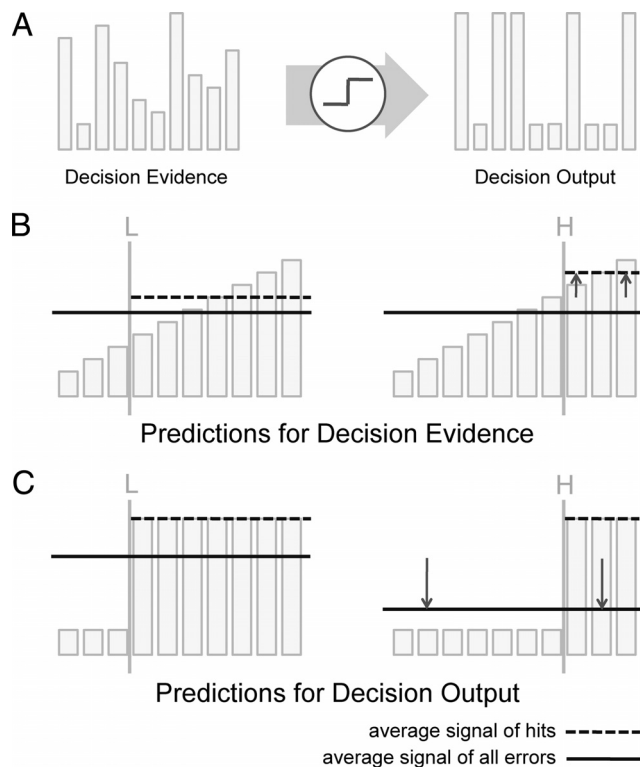 A
Decision Evidence
Decision Output
B
L
H
Predictions for Decision Evidence
C
L
H
Predictions for Decision Output
average signal of hits
average signal of all errors